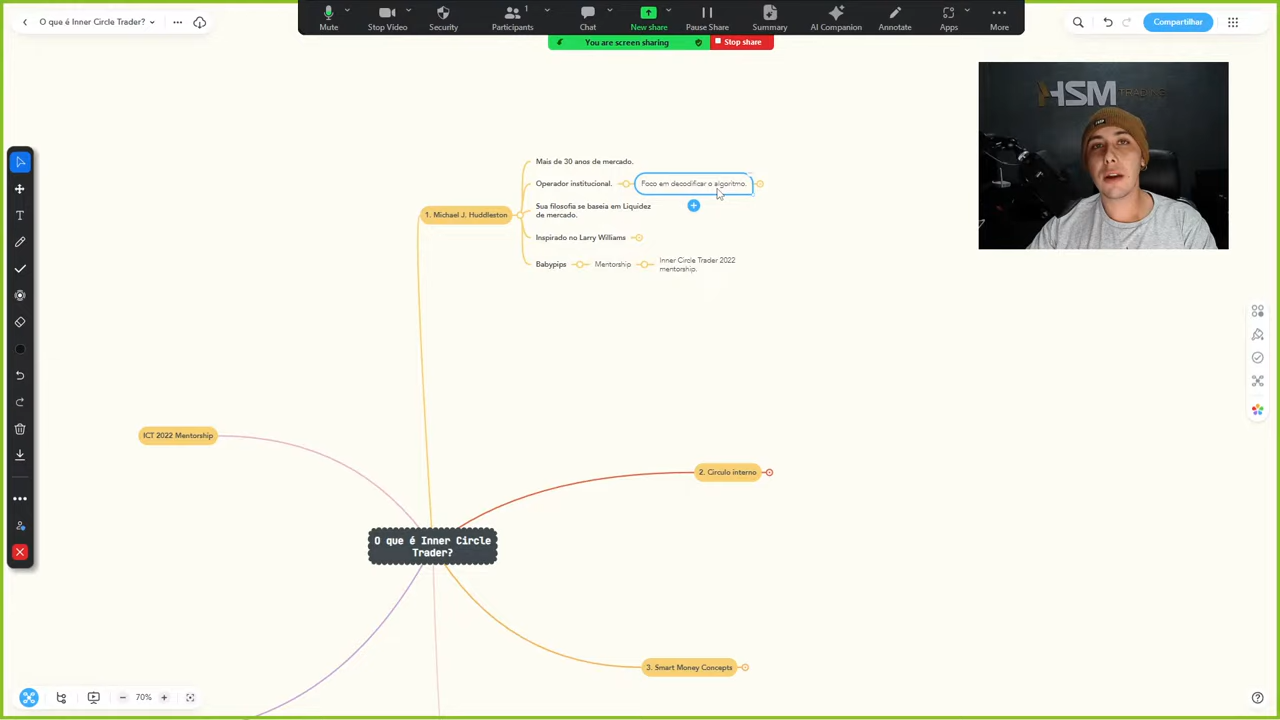 O que é Inner Circle Trader?
Mute
Stop Video
Security
Participants
1
Chat
New share
Pause Share
Summary
AI Companion
Annotate
Apps
More
Compartilhar
You are screen sharing
Stop share
HSM
TRADING
Mais de 30 anos de mercado.
Operador institucional.
Foco em decodificar o algoritmo.
1. Michael J. Huddleston
Sua filosofia se baseia em Liquidez
de mercado.
Inspirado no Larry Williams
Babypips
Mentorship
Inner Circle Trader 2022
mentorship.
ICT 2022 Mentorship
2. Circulo interno
O que é Inner Circle
Trader?
3. Smart Money Concepts
70%